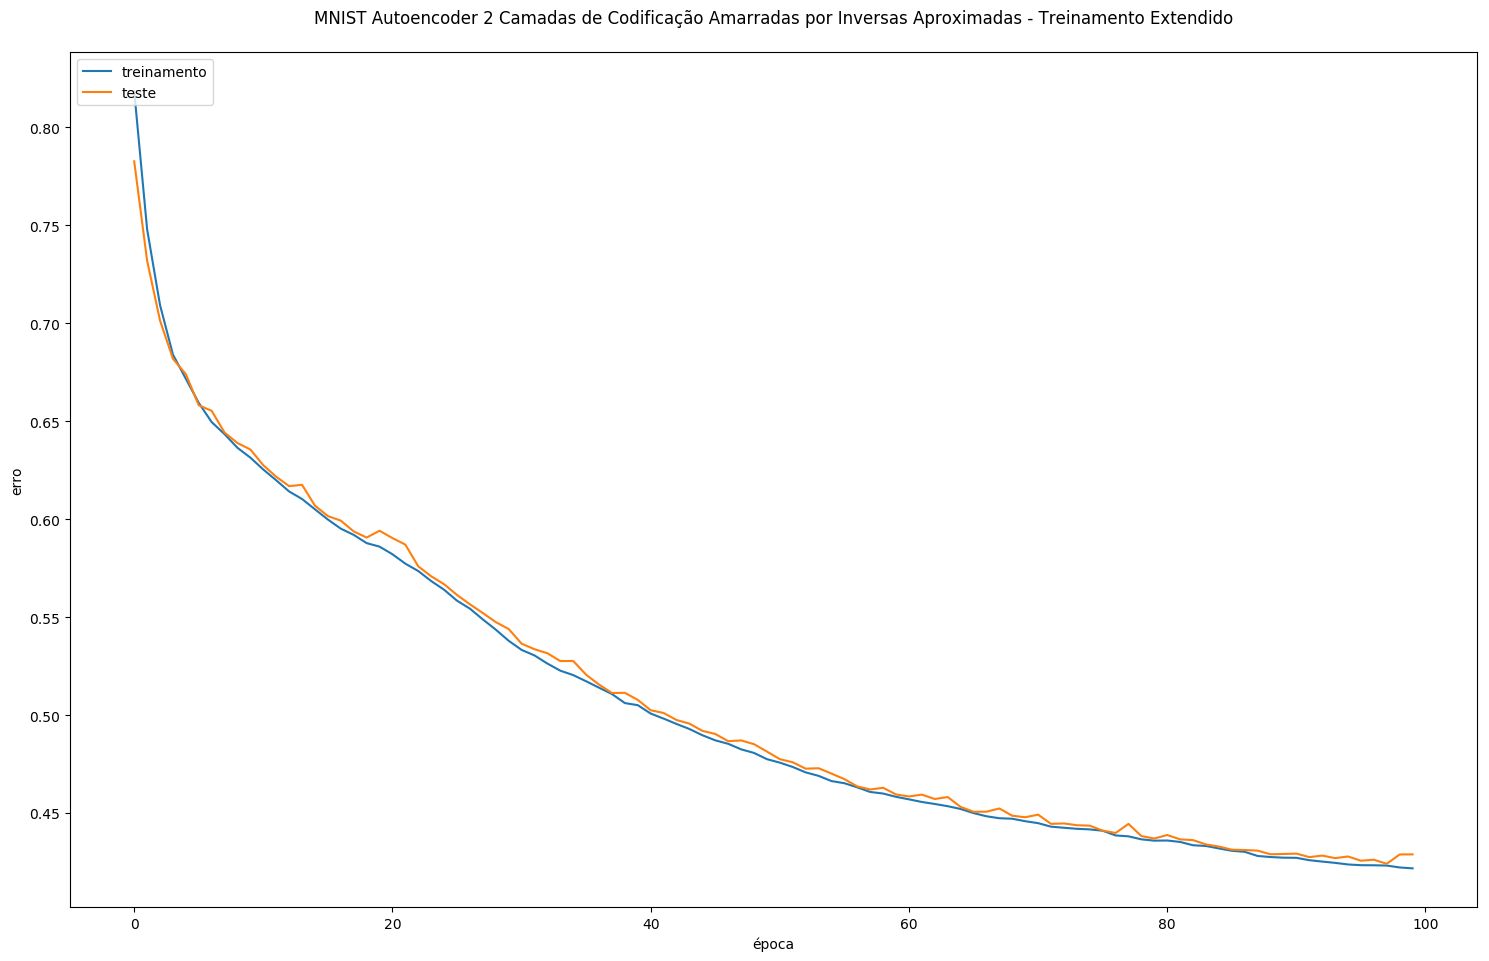 MNIST Autoencoder 2 Camadas de Codificação Amarradas por Inversas Aproximadas - Treinamento Extendido
treinamento
teste
0.80
0.75
0.70
0.65
0.60
0.55
0.50
0.45
erro
0 20 40 60 80 100
época